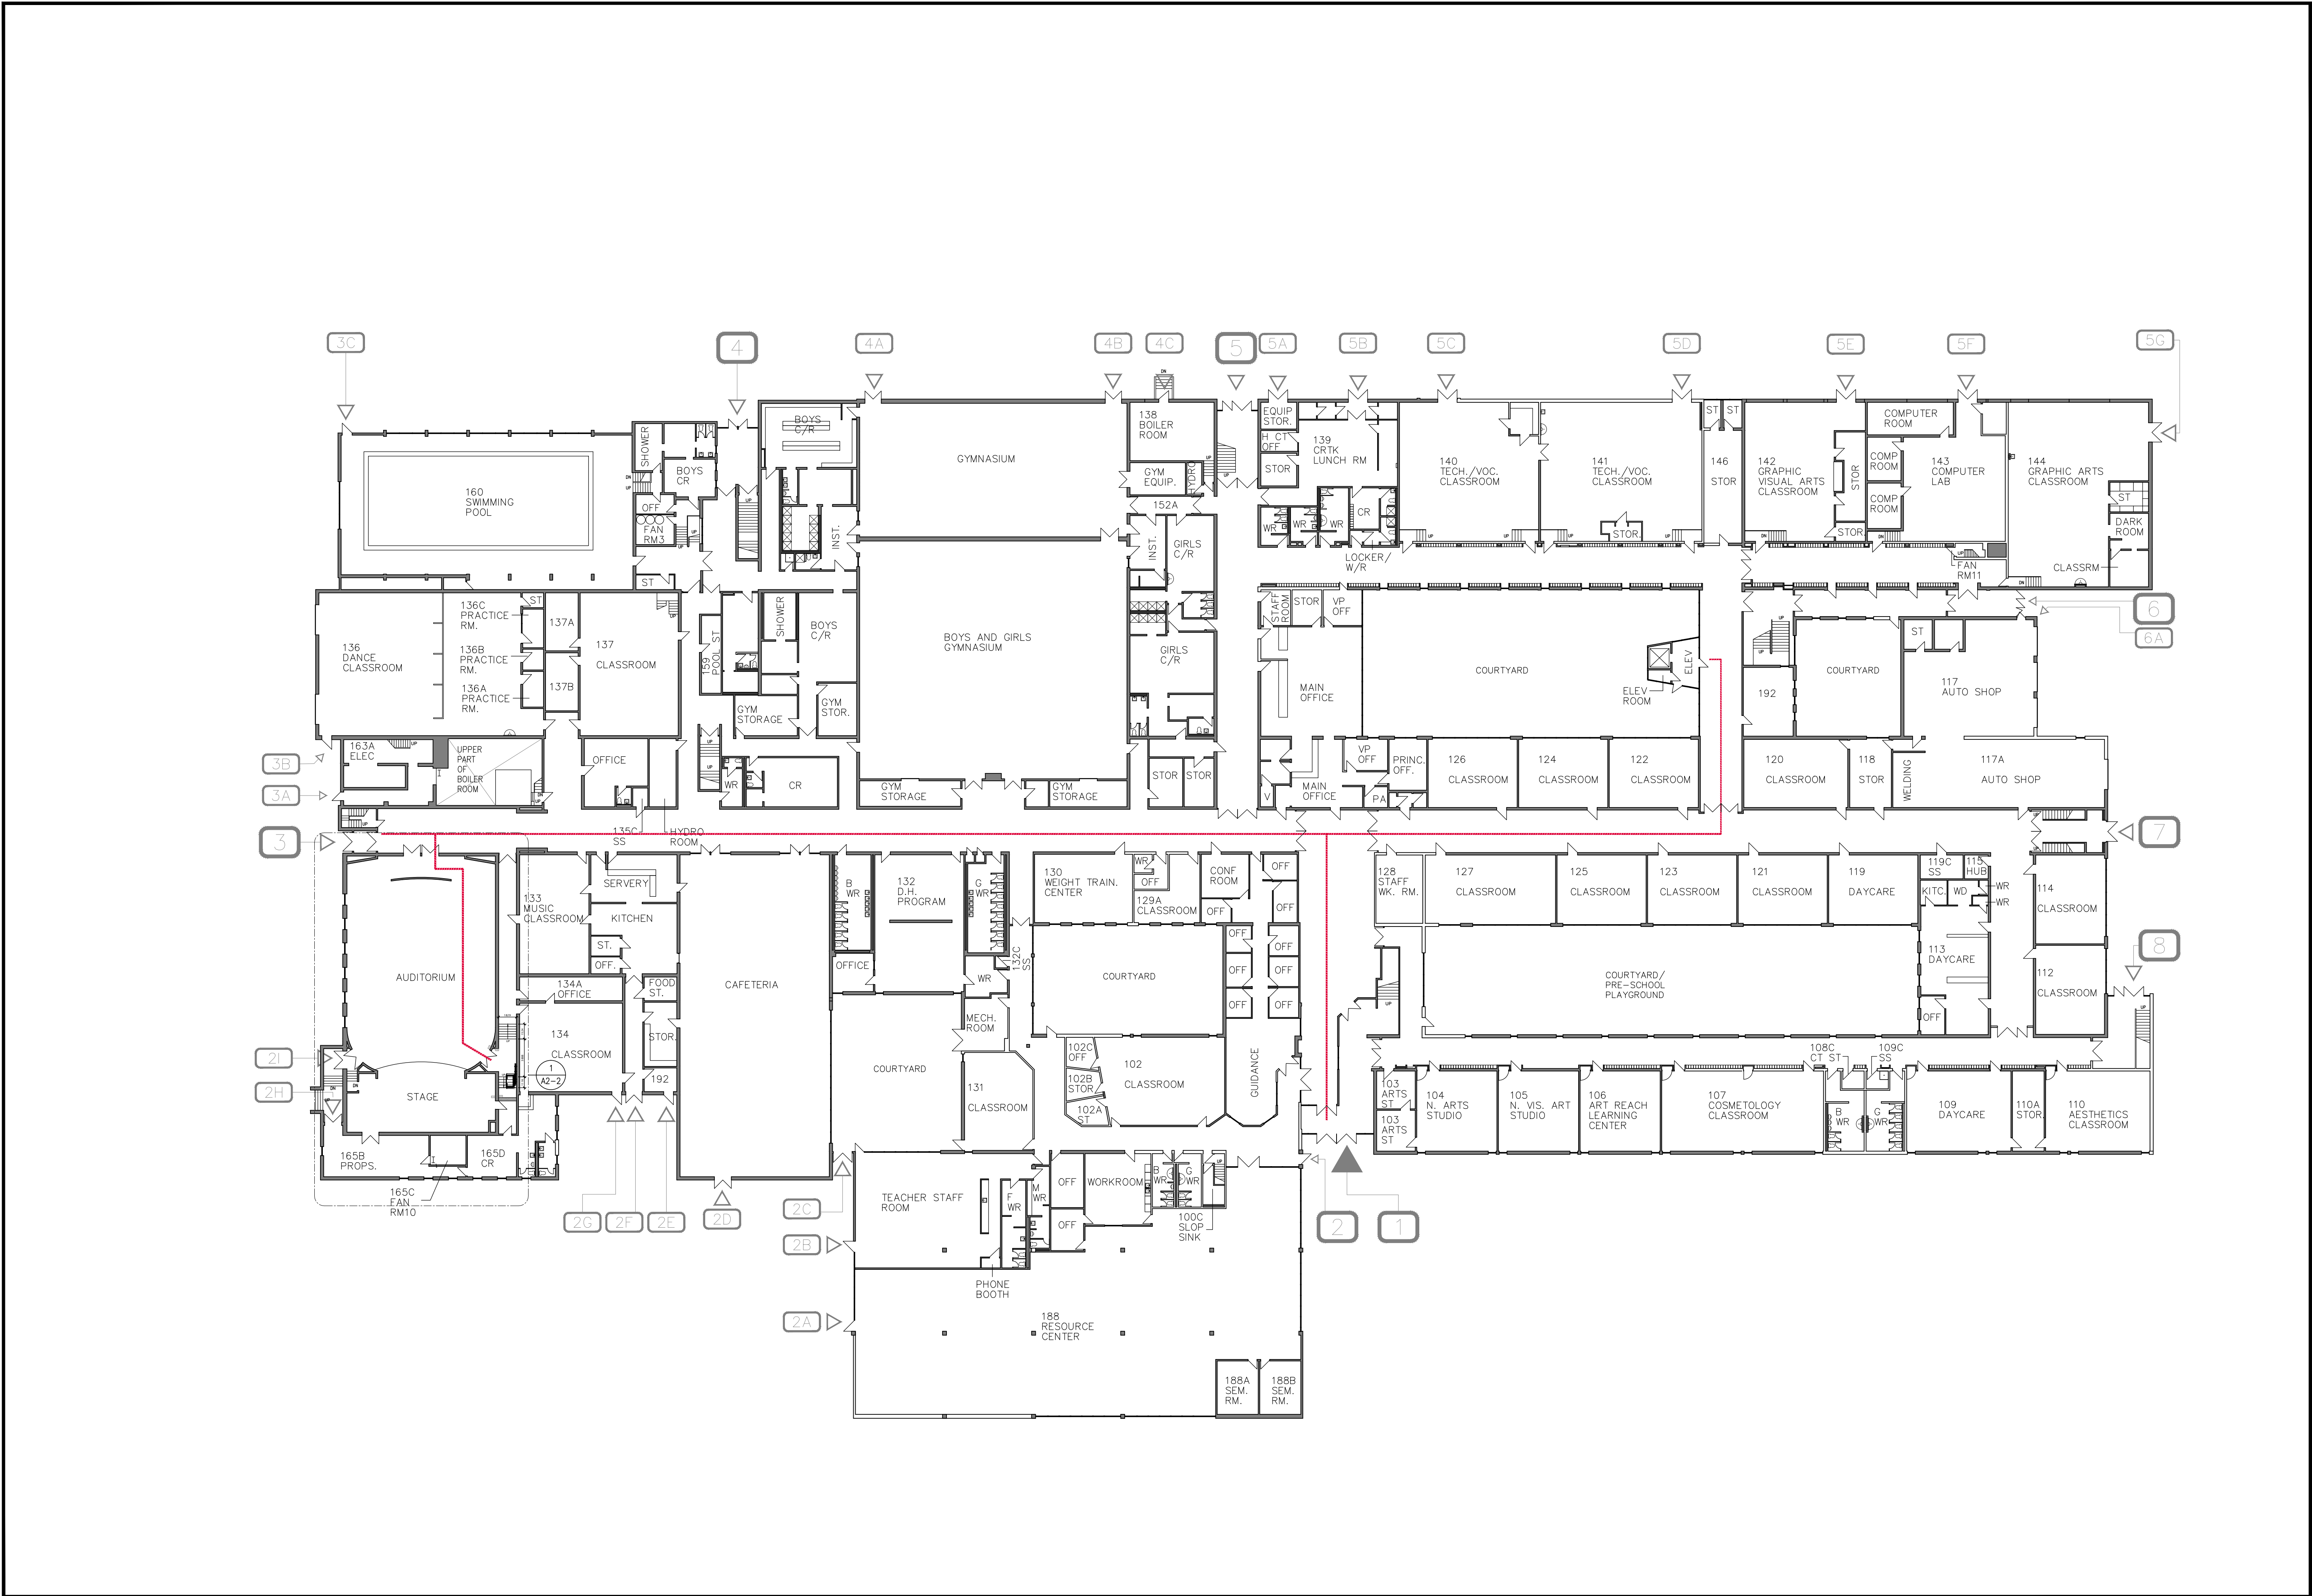 3C
4
4A
4B
4C
5
5A
5B
5C
5D
5E
5F
5G
SHOWER
BOYS
CR
OFF
FAN
RM3
ST
160
SWIMMING
POOL
BOYS
C/R
INST.
GYMNASIUM
138
BOILER
ROOM
GYM
EQUIP.
HYDRO
152A
INST.
GIRLS
C/R
EQUIP
STOR.
H CT
OFF
STOR
139
CRTK
LUNCH RM
WR
WR
WR
CR
LOCKER/
W/R
140
TECH./VOC.
CLASSROOM
141
TECH./VOC.
CLASSROOM
STOR.
ST
ST
146
STOR
142
GRAPHIC
VISUAL ARTS
CLASSROOM
STOR
STOR.
COMPUTER
ROOM
COMP
ROOM
COMP
ROOM
143
COMPUTER
LAB
FAN
RM11
144
GRAPHIC ARTS
CLASSROOM
ST
DARK
ROOM
CLASSRM
6
6A
136
DANCE
CLASSROOM
136C
PRACTICE
RM.
136B
PRACTICE
RM.
136A
PRACTICE
RM.
ST
137A
137B
137
CLASSROOM
159
POOL ST
SHOWER
BOYS
C/R
GYM
STORAGE
GYM
STOR.
BOYS AND GIRLS
GYMNASIUM
GIRLS
C/R
STAFF
ROOM
STOR
VP
OFF
MAIN
OFFICE
COURTYARD
ELEV
ELEV
ROOM
192
COURTYARD
ST
117
AUTO SHOP
3B
3A
163A
ELEC
UPPER
PART
OF
BOILER
ROOM
OFFICE
135C
SS
HYDRO
ROOM
WR
CR
GYM
STORAGE
GYM
STORAGE
STOR
STOR
V
MAIN
OFFICE
VP
OFF
PA
PRINC.
OFF.
126
CLASSROOM
124
CLASSROOM
122
CLASSROOM
120
CLASSROOM
118
STOR
WELDING
117A
AUTO SHOP
3
7
AUDITORIUM
133
MUSIC
CLASSROOM
SERVERY
KITCHEN
ST.
OFF.
134A
OFFICE
FOOD
ST.
134
CLASSROOM
STOR.
192
1
A2-2
CAFETERIA
B
WR
132
D.H.
PROGRAM
G
WR
OFFICE
WR
132C
SS
MECH.
ROOM
COURTYARD
131
CLASSROOM
130
WEIGHT TRAIN.
CENTER
WR
OFF
129A
CLASSROOM
CONF
ROOM
OFF
OFF
OFF
COURTYARD
OFF
OFF
OFF
OFF
OFF
OFF
102C
OFF
102B
STOR
102A
ST
102
CLASSROOM
GUIDANCE
128
STAFF
WK. RM.
127
CLASSROOM
125
CLASSROOM
123
CLASSROOM
121
CLASSROOM
119
DAYCARE
119C
SS
115
HUB
KITC.
WD
WR
WR
113
DAYCARE
OFF
114
CLASSROOM
112
CLASSROOM
8
COURTYARD/
PRE-SCHOOL
PLAYGROUND
2I
2H
STAGE
165B
PROPS.
165C
FAN
RM10
165D
CR
103
ARTS
ST
103
ARTS
ST
104
N. ARTS
STUDIO
105
N. VIS. ART
STUDIO
106
ART REACH
LEARNING
CENTER
107
COSMETOLOGY
CLASSROOM
108C
CT ST
109C
SS
B
WR
G
WR
109
DAYCARE
110A
STOR.
110
AESTHETICS
CLASSROOM
2G
2F
2E
2D
2C
2B
2A
2
1
TEACHER STAFF
ROOM
F
WR
M
WR
OFF
OFF
WORKROOM
B
WR
G
WR
100C
SLOP
SINK
PHONE
BOOTH
188
RESOURCE
CENTER
188A
SEM.
RM.
188B
SEM.
RM.